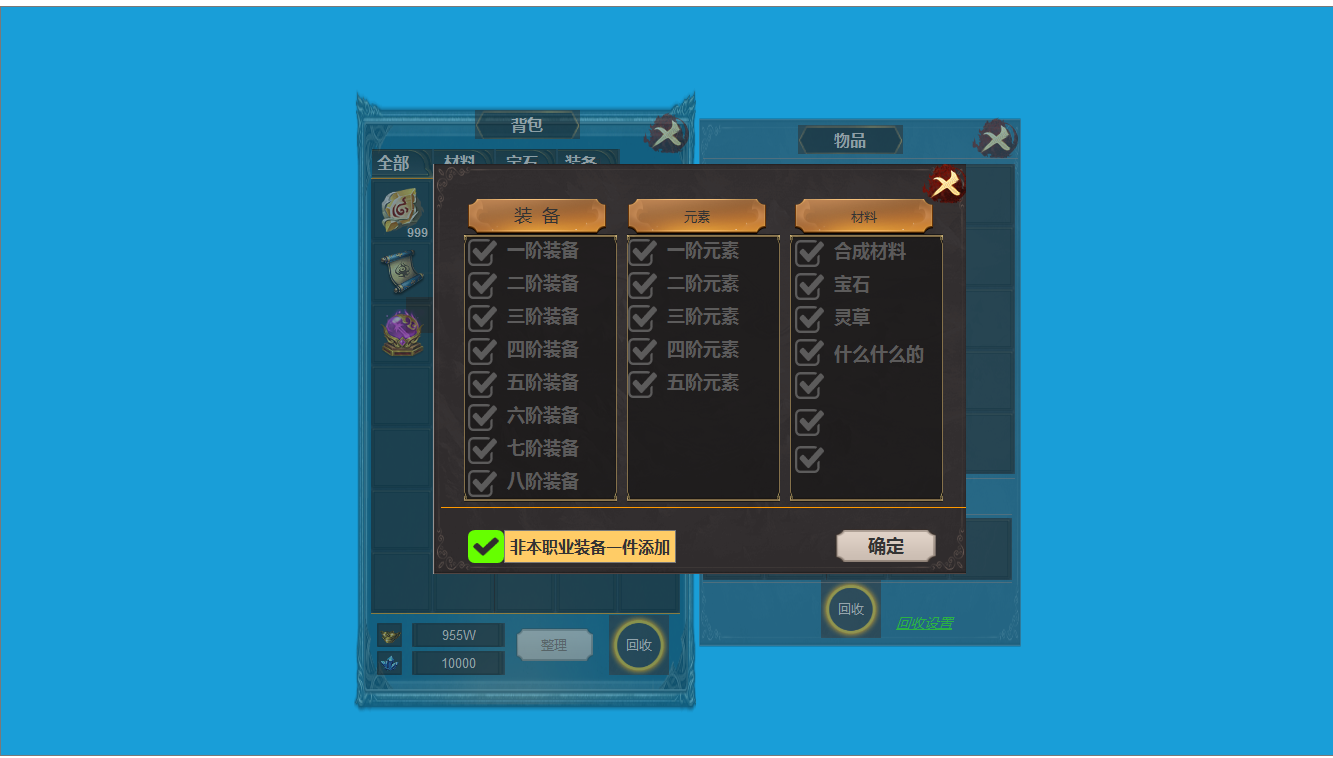 背包
物品
全部
材料
宝石
装备
999
装 备
元素
材料
一阶装备
二阶装备
三阶装备
四阶装备
五阶装备
六阶装备
七阶装备
八阶装备
一阶元素
二阶元素
三阶元素
四阶元素
五阶元素
合成材料
宝石
灵草
什么什么的
非本职业装备一件添加
确定
955W
10000
整理
回收
回收
回收设置